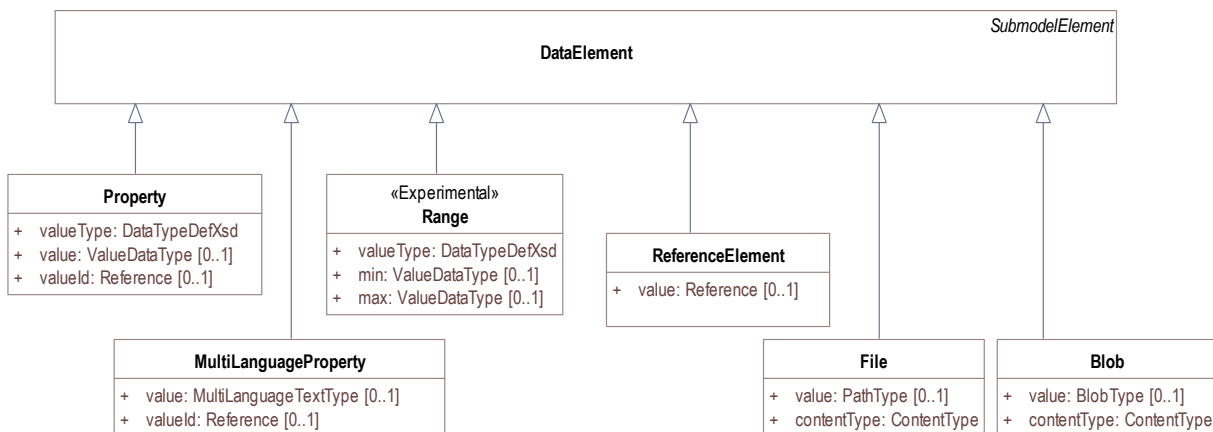 SubmodelElement
DataElement
Property
+ valueType: DataTypeDefXsd
+ value: ValueDataType [0..1]
+ valueId: Reference [0..1]
«Experimental»
Range
+ valueType: DataTypeDefXsd
+ min: ValueDataType [0..1]
+ max: ValueDataType [0..1]
ReferenceElement
+ value: Reference [0..1]
MultiLanguageProperty
+ value: MultiLanguageTextType [0..1]
+ valueId: Reference [0..1]
File
+ value: PathType [0..1]
+ contentType: ContentType
Blob
+ value: BlobType [0..1]
+ contentType: ContentType